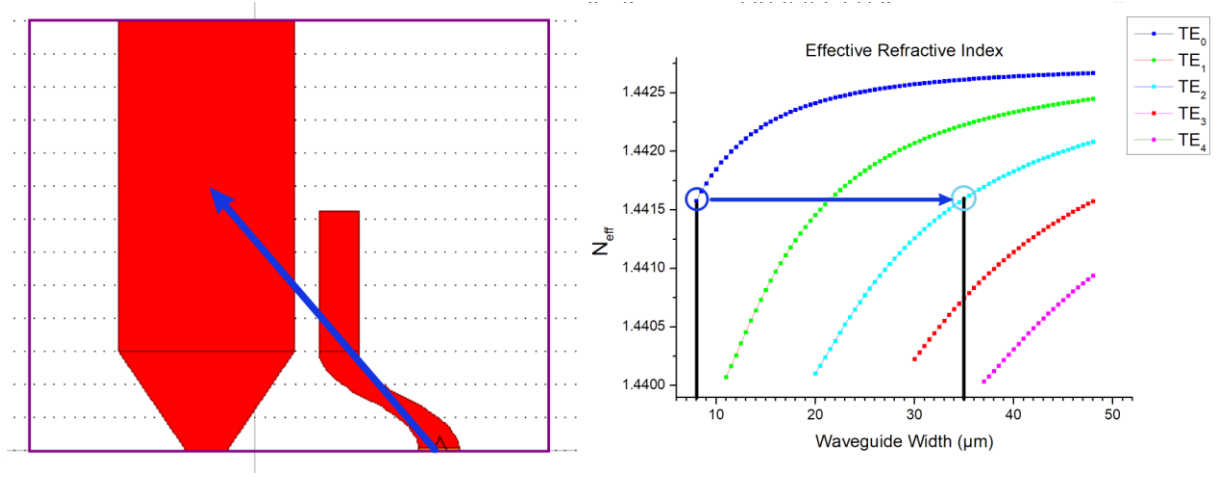 Effective Refractive Index
TE₀
TE₁
TE₂
TE₃
TE₄
1.4425
1.4420
1.4415
1.4410
1.4405
1.4400
N_eff
10 20 30 40 50
Waveguide Width (µm)